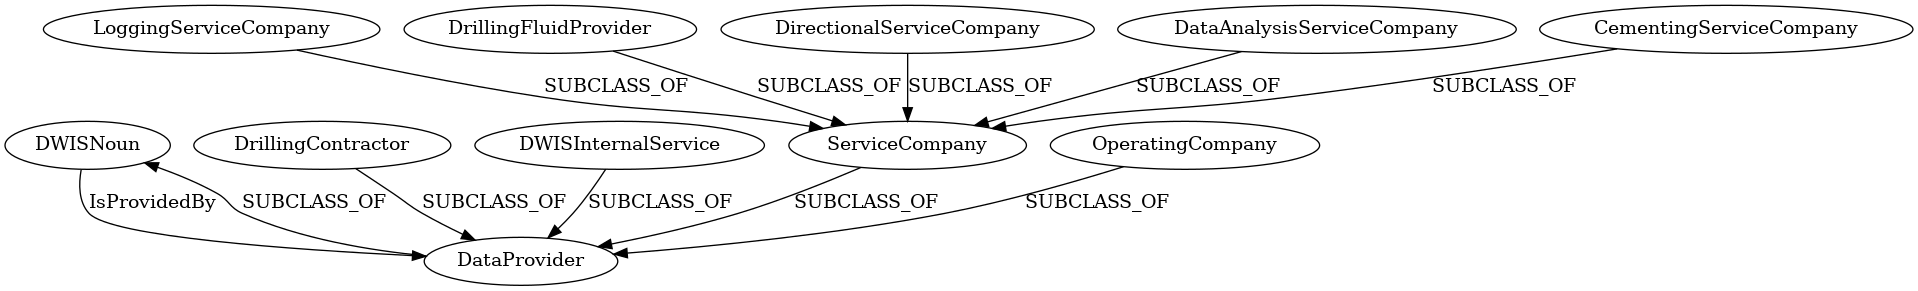 LoggingServiceCompany
DrillingFluidProvider
DirectionalServiceCompany
DataAnalysisServiceCompany
CementingServiceCompany
SUBCLASS_OF
SUBCLASS_OF
SUBCLASS_OF
SUBCLASS_OF
SUBCLASS_OF
DWISNoun
DrillingContractor
DWISInternalService
ServiceCompany
OperatingCompany
IsProvidedBy
SUBCLASS_OF
SUBCLASS_OF
SUBCLASS_OF
SUBCLASS_OF
SUBCLASS_OF
DataProvider